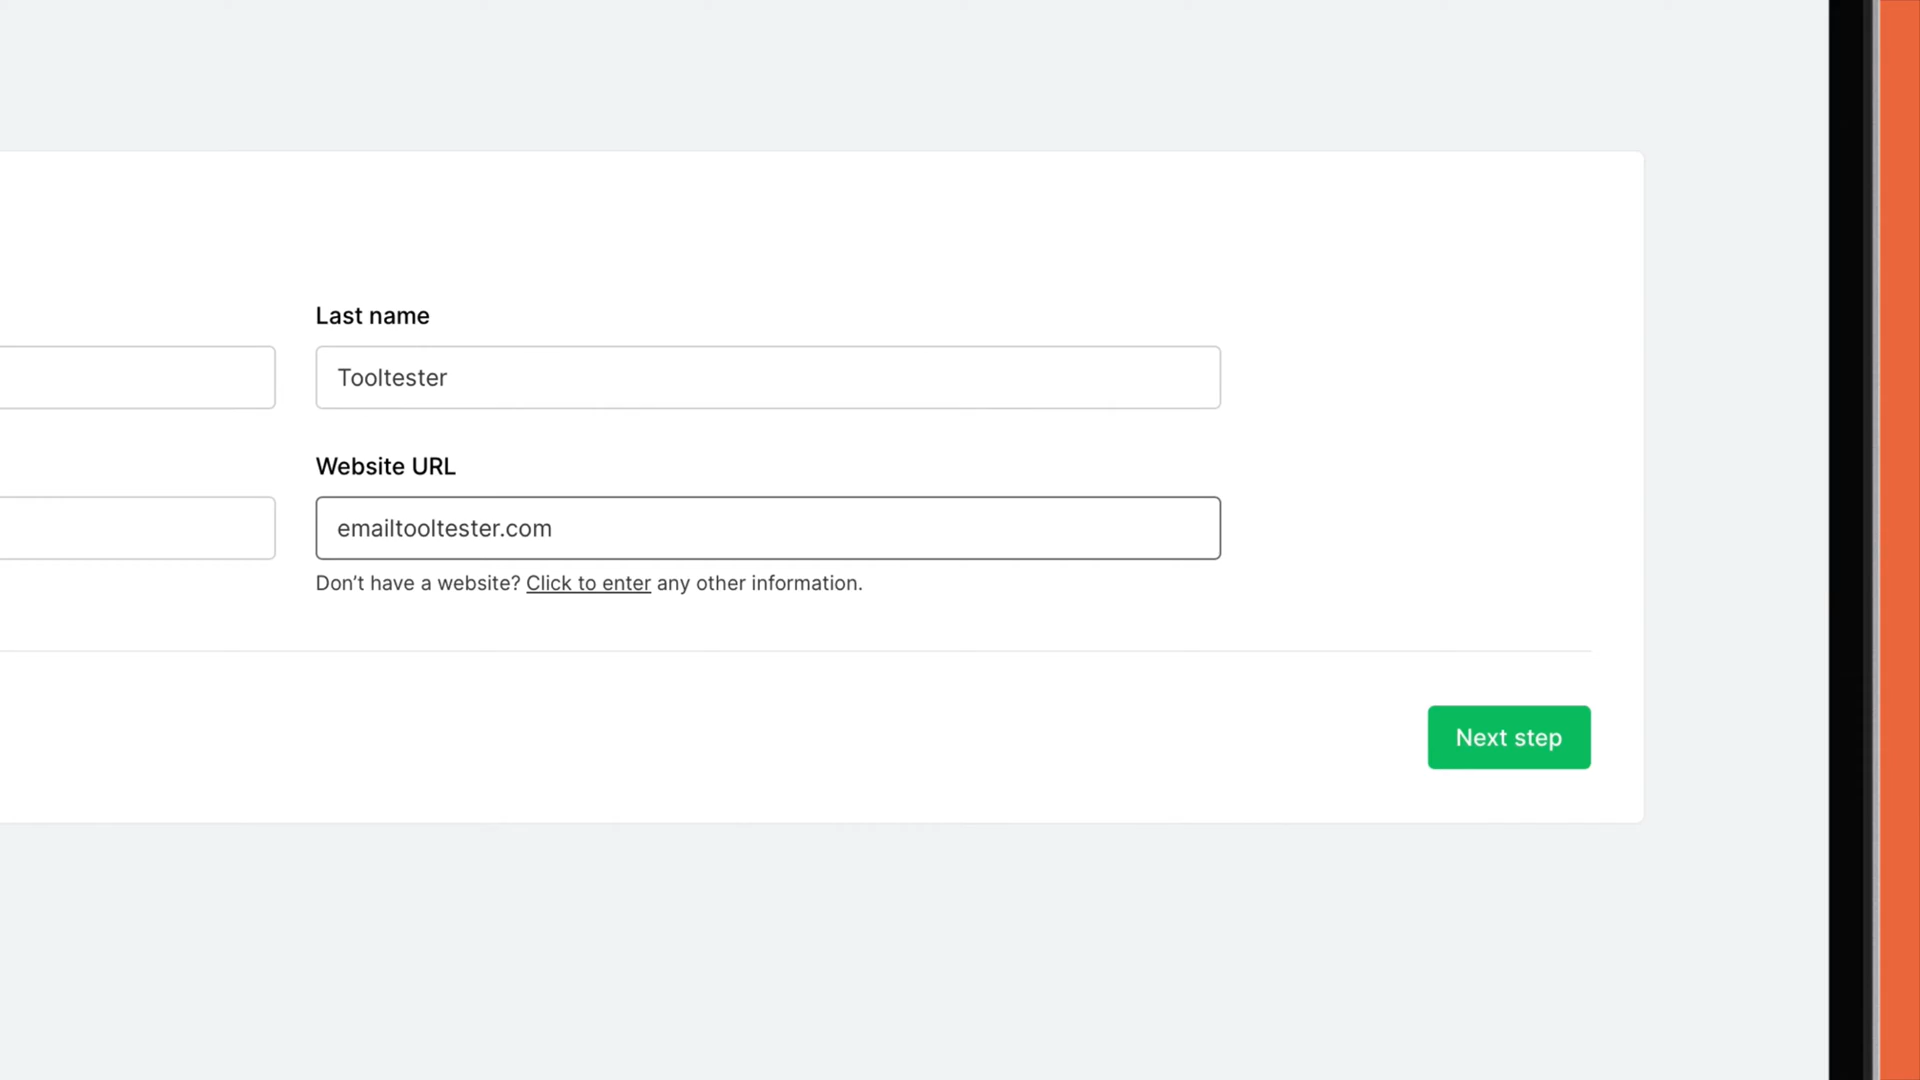 Last name
Tooltester
Website URL
emailtooltester.com
Don’t have a website? Click to enter any other information.
Next step